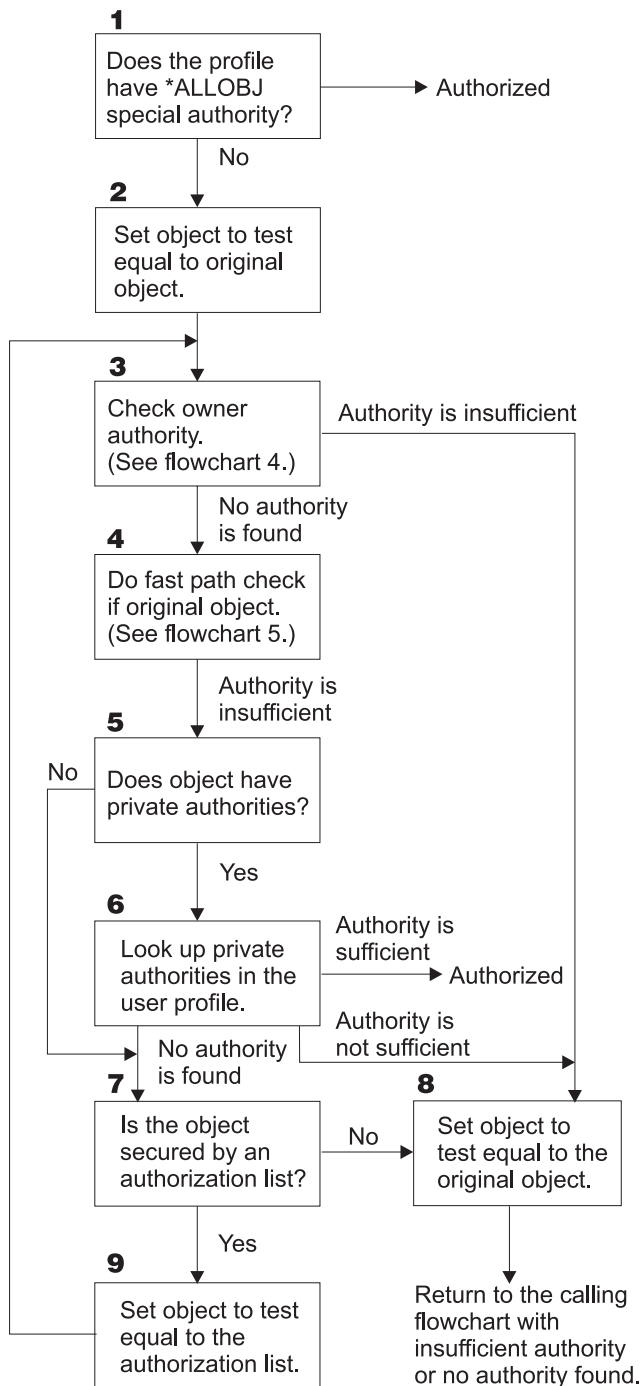 1
Does the profile
have *ALLOBJ
special authority?
Authorized
No
2
Set object to test
equal to original
object.
3
Check owner
authority.
(See flowchart 4.)
Authority is insufficient
No authority
is found
4
Do fast path check
if original object.
(See flowchart 5.)
Authority is
insufficient
5
No
Does object have
private authorities?
Yes
6
Look up private
authorities in the
user profile.
Authority is
sufficient
Authorized
Authority is
not sufficient
No authority
is found
7
Is the object
secured by an
authorization list?
No
8
Set object to
test equal to the
original object.
Yes
9
Set object to test
equal to the
authorization list.
Return to the calling
flowchart with
insufficient authority
or no authority found.